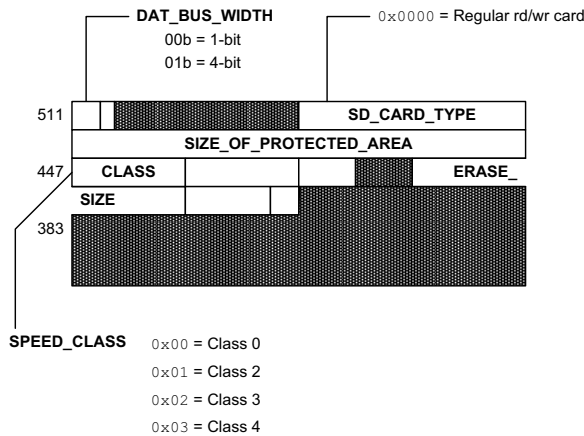 DAT_BUS_WIDTH
00b = 1-bit
01b = 4-bit
0x0000 = Regular rd/wr card
511
SD_CARD_TYPE
SIZE_OF_PROTECTED_AREA
447
CLASS
ERASE_
SIZE
383
SPEED_CLASS
0x00 = Class 0
0x01 = Class 2
0x02 = Class 3
0x03 = Class 4